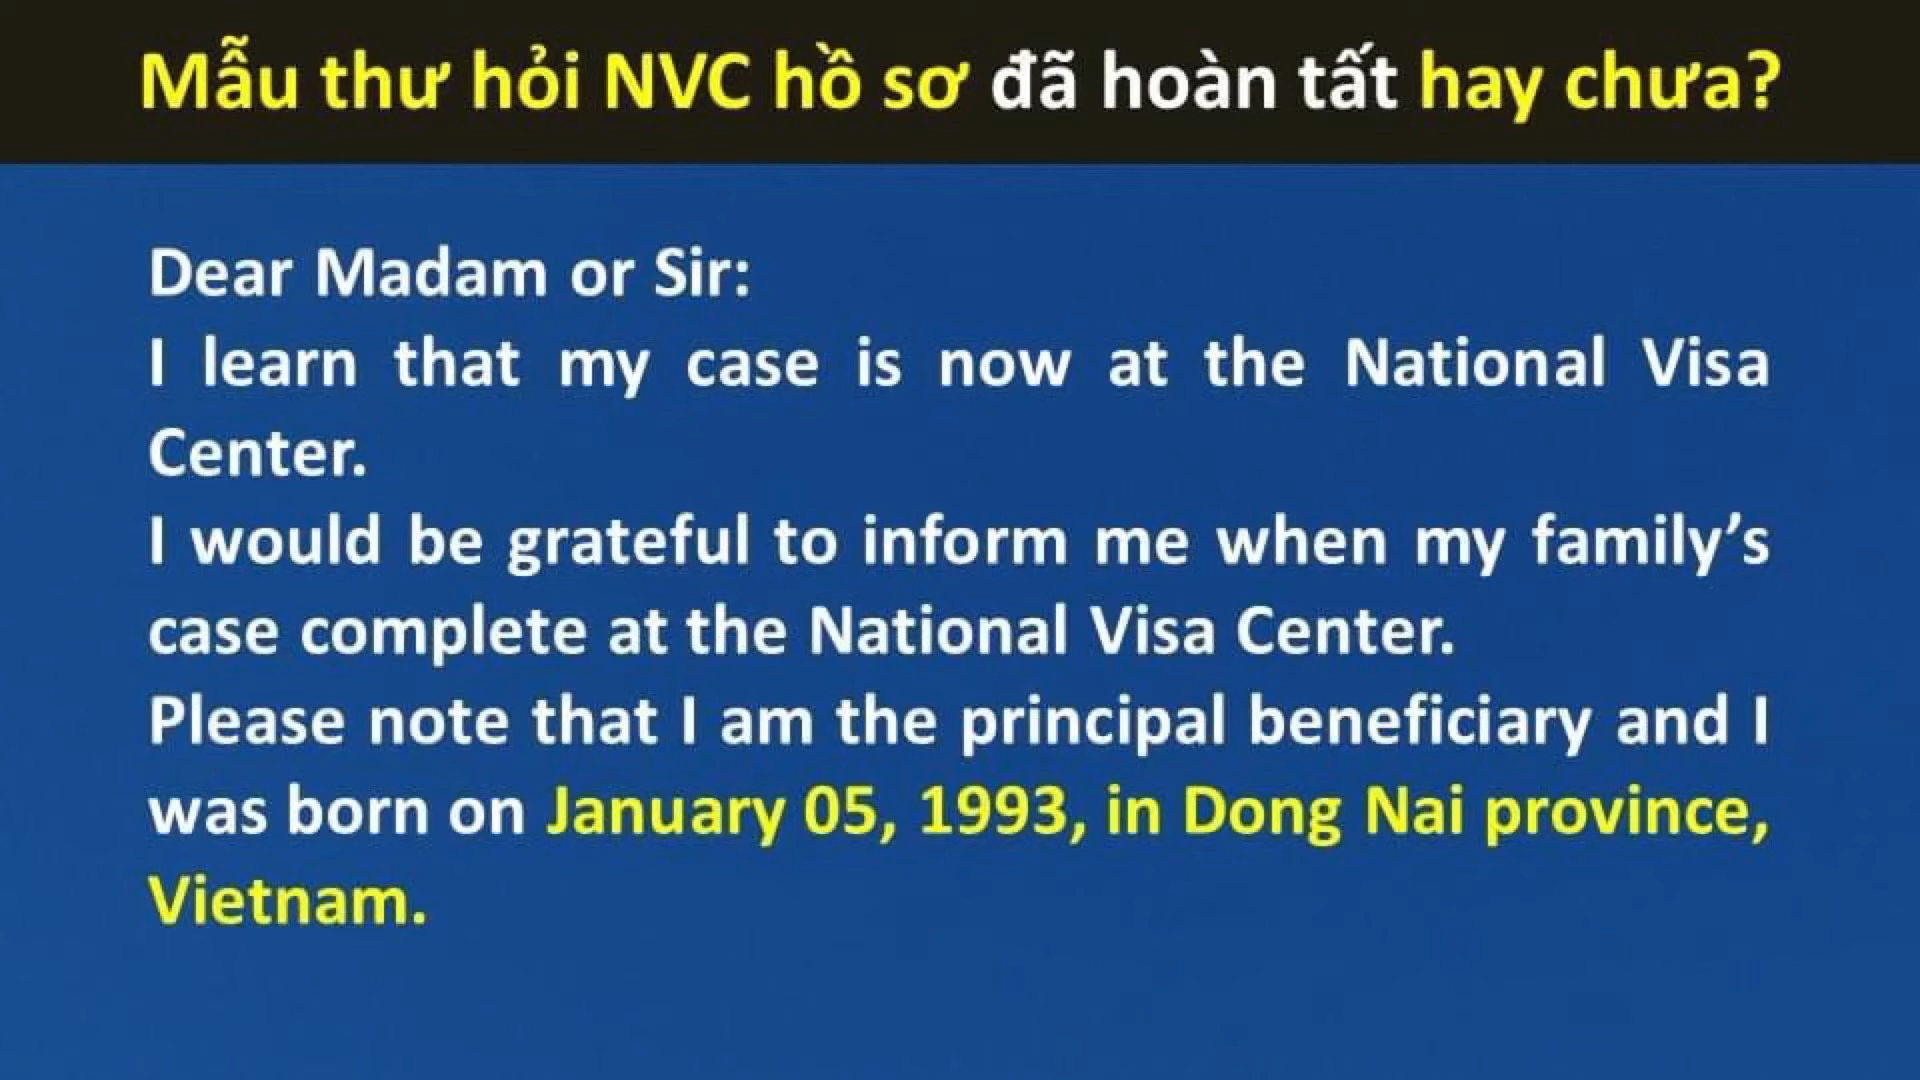 Mẫu thư hỏi NVC hồ sơ đã hoàn tất hay chưa?
Dear Madam or Sir:
I learn that my case is now at the National Visa
Center.
I would be grateful to inform me when my family's
case complete at the National Visa Center.
Please note that I am the principal beneficiary and I
was born on January 05, 1993, in Dong Nai province,
Vietnam.